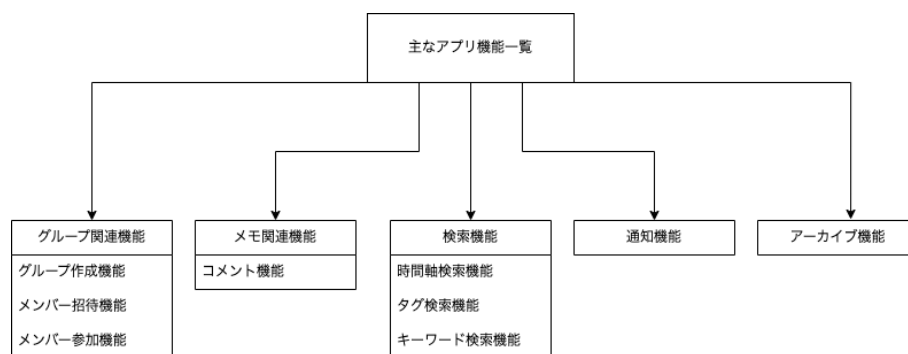 主なアプリ機能一覧
グループ関連機能
グループ作成機能
メンバー招待機能
メンバー参加機能
メモ関連機能
コメント機能
検索機能
時間軸検索機能
タグ検索機能
キーワード検索機能
通知機能
アーカイブ機能